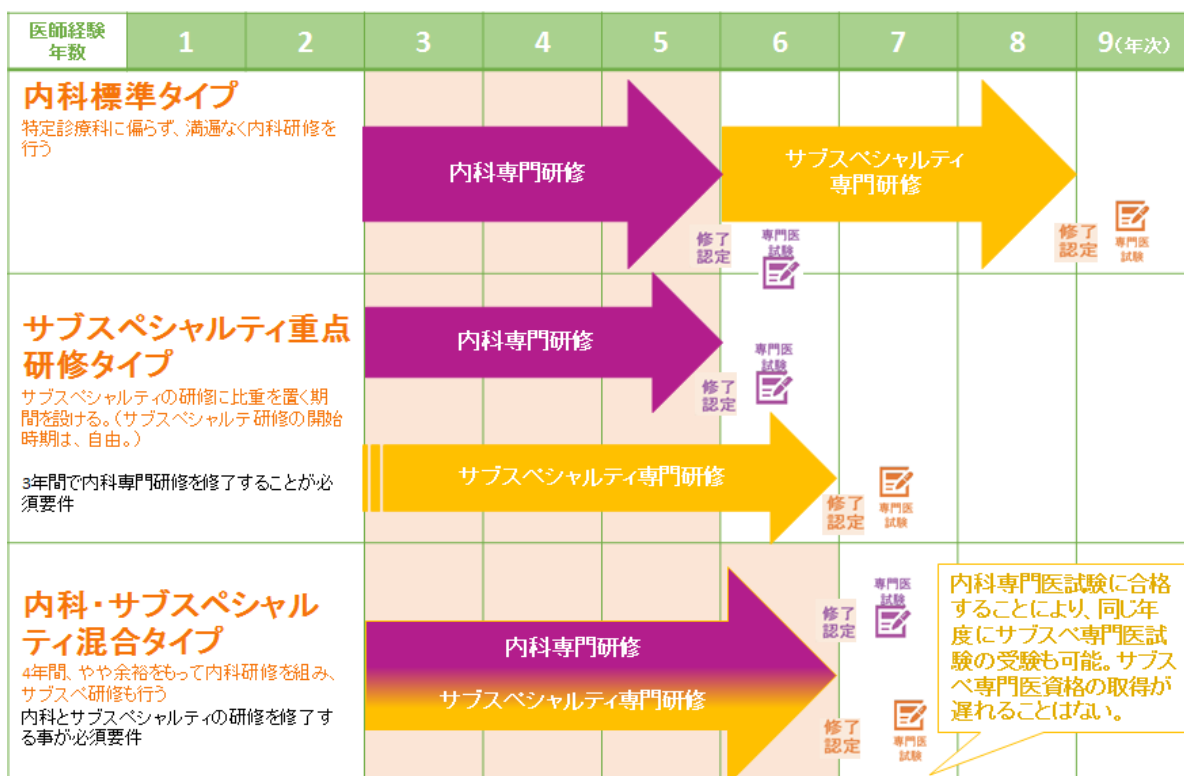 医師経験
年数
1
2
3
4
5
6
7
8
9(年次)
内科標準タイプ
特定診療科に偏らず、満遍なく内科研修を
行う
内科専門研修
サブスペシャルティ
専門研修
修了
認定
専門医
試験
修了
認定
専門医
試験
サブスペシャルティ重点
研修タイプ
サブスペシャルティの研修に比重を置く期
間を設ける。(サブスペシャルテ研修の開始
時期は、自由。)
3年間で内科専門研修を修了することが必
須要件
内科専門研修
修了
認定
専門医
試験
サブスペシャルティ専門研修
修了
認定
専門医
試験
内科・サブスペシャル
ティ混合タイプ
4年間、やや余裕をもって内科研修を組み、
サブスペ研修も行う
内科とサブスペシャルティの研修を修了す
る事が必須要件
内科専門研修
サブスペシャルティ専門研修
修了
認定
専門医
試験
修了
認定
専門医
試験
内科専門医試験に合格
することにより、同じ年
度にサブスペ専門医試
験の受験も可能。サブス
ペ専門医資格の取得が
遅れることはない。